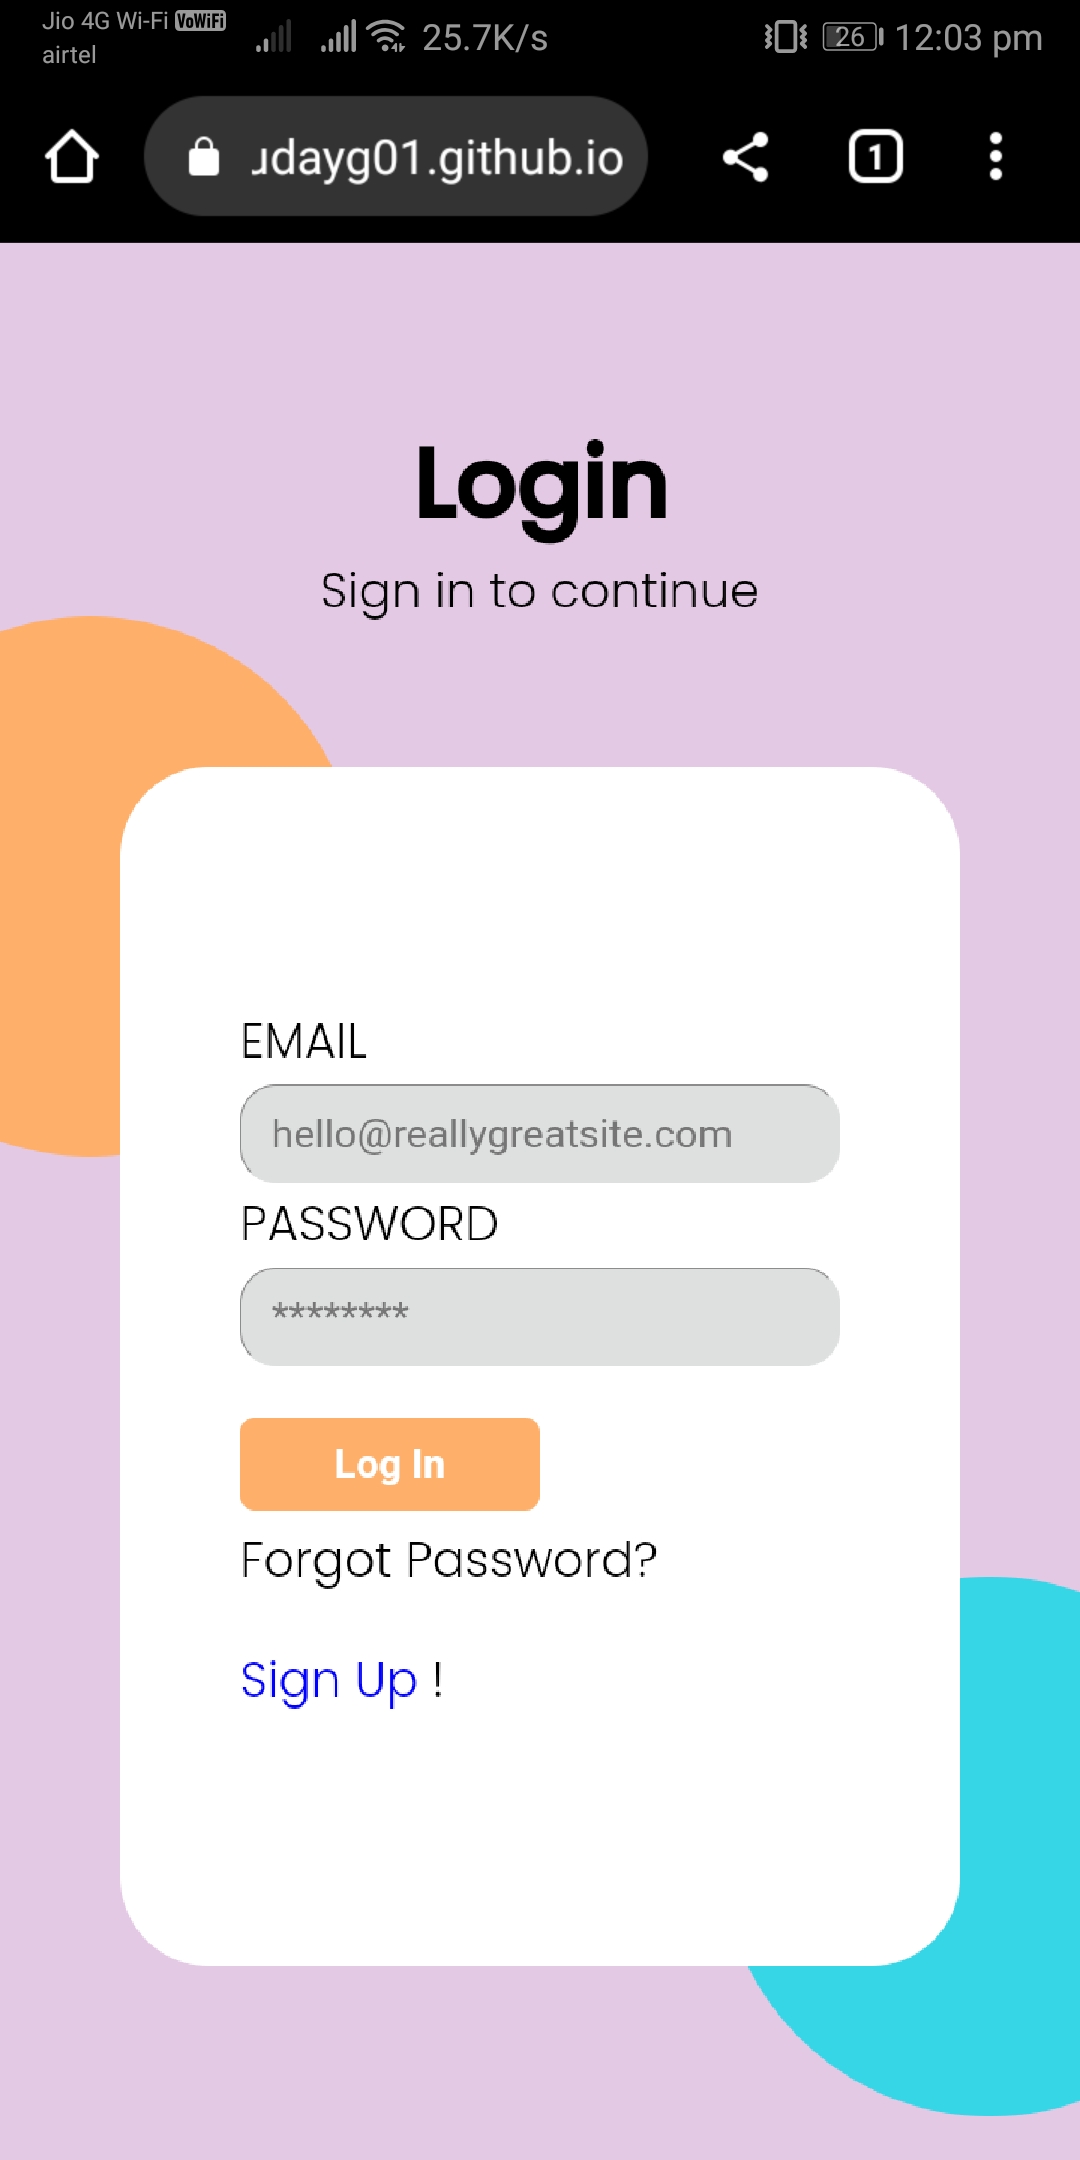 Jio 4G Wi-Fi VoWiFi
airtel
25.7K/s
26 12:03 pm
udayg01.github.io
1
Login
Sign in to continue
EMAIL
hello@reallygreatsite.com
PASSWORD
********
Log In
Forgot Password?
Sign Up !